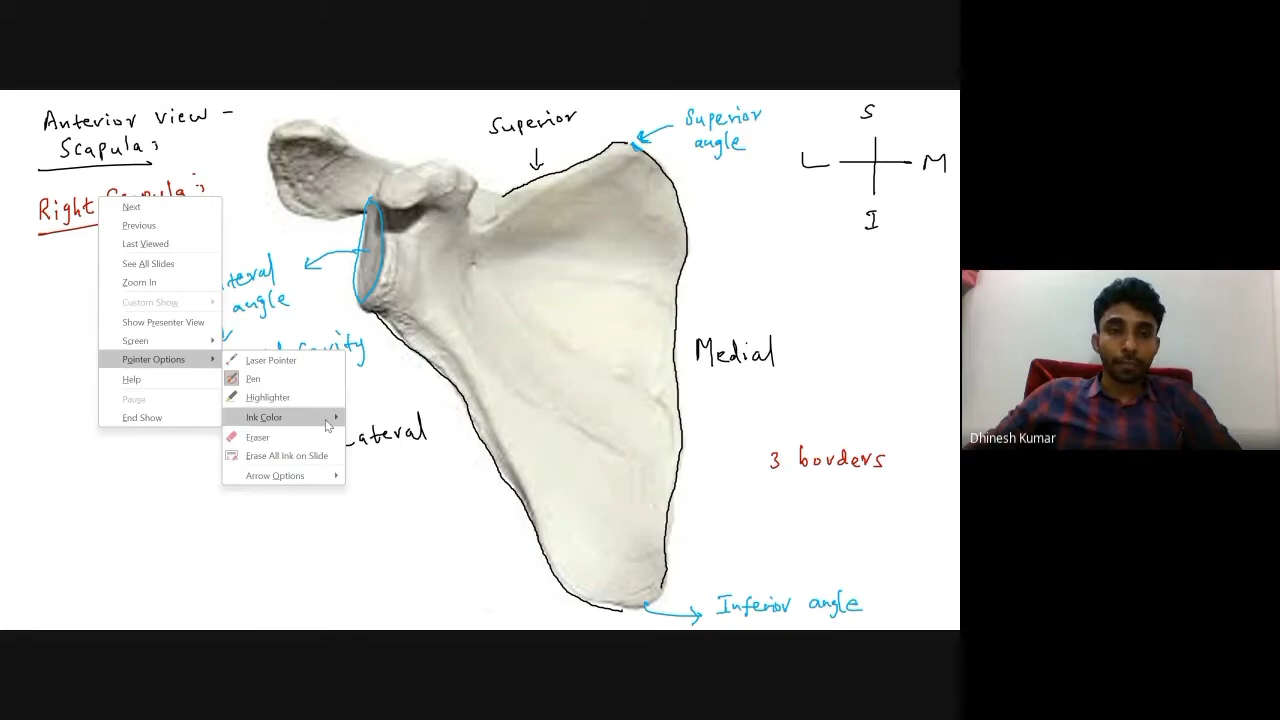 Anterior view -
Scapula:
Right
Superior
Superior
angle
S
L
M
I
angle
Medial
Lateral
3 borders
Inferior angle
Next
Previous
Last Viewed
See All Slides
Zoom In
Custom Show
Show Presenter View
Screen
Pointer Options
Help
Pause
End Show
Laser Pointer
Pen
Highlighter
Ink Color
Eraser
Erase All Ink on Slide
Arrow Options
Dhinesh Kumar